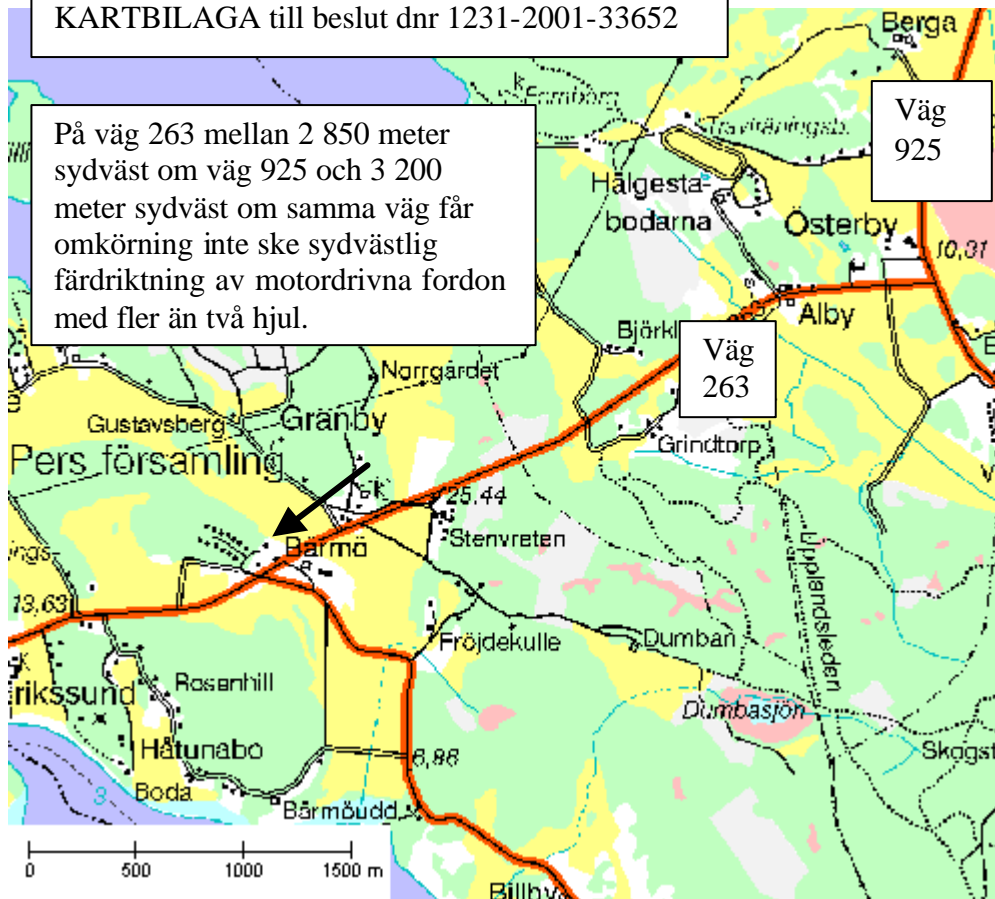 KARTBILAGA till beslut dnr 1231-2001-33652
Berga
På väg 263 mellan 2 850 meter
sydväst om väg 925 och 3 200
meter sydväst om samma väg får
omkörning inte ske sydvästlig
färdriktning av motordrivna fordon
med fler än två hjul.
Väg
925
Travträningsb.
Hälgesta-
bodarna
Österby
10,31
Alby
Väg
263
Norrgärdet
Gustavsberg
Granby
Grindtorp
Pers församling
25,44
Stenvreten
Bärmö
13,63
Upplandsleden
Fröjdekulle
Dumban
Rosenhill
Dumbasjön
Håtunabo
6,86
Boda
3
Bärmöudd
0 500 1000 1500 m
Billby